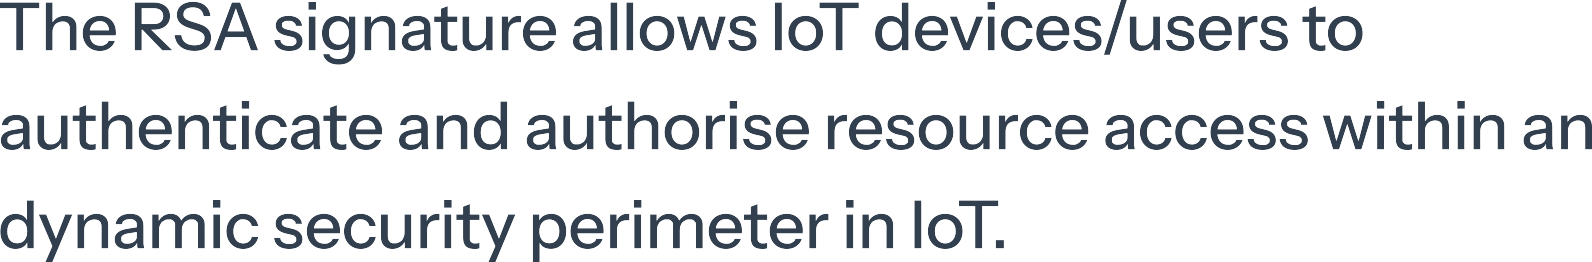 The RSA signature allows IoT devices/users to
authenticate and authorise resource access within an
dynamic security perimeter in IoT.